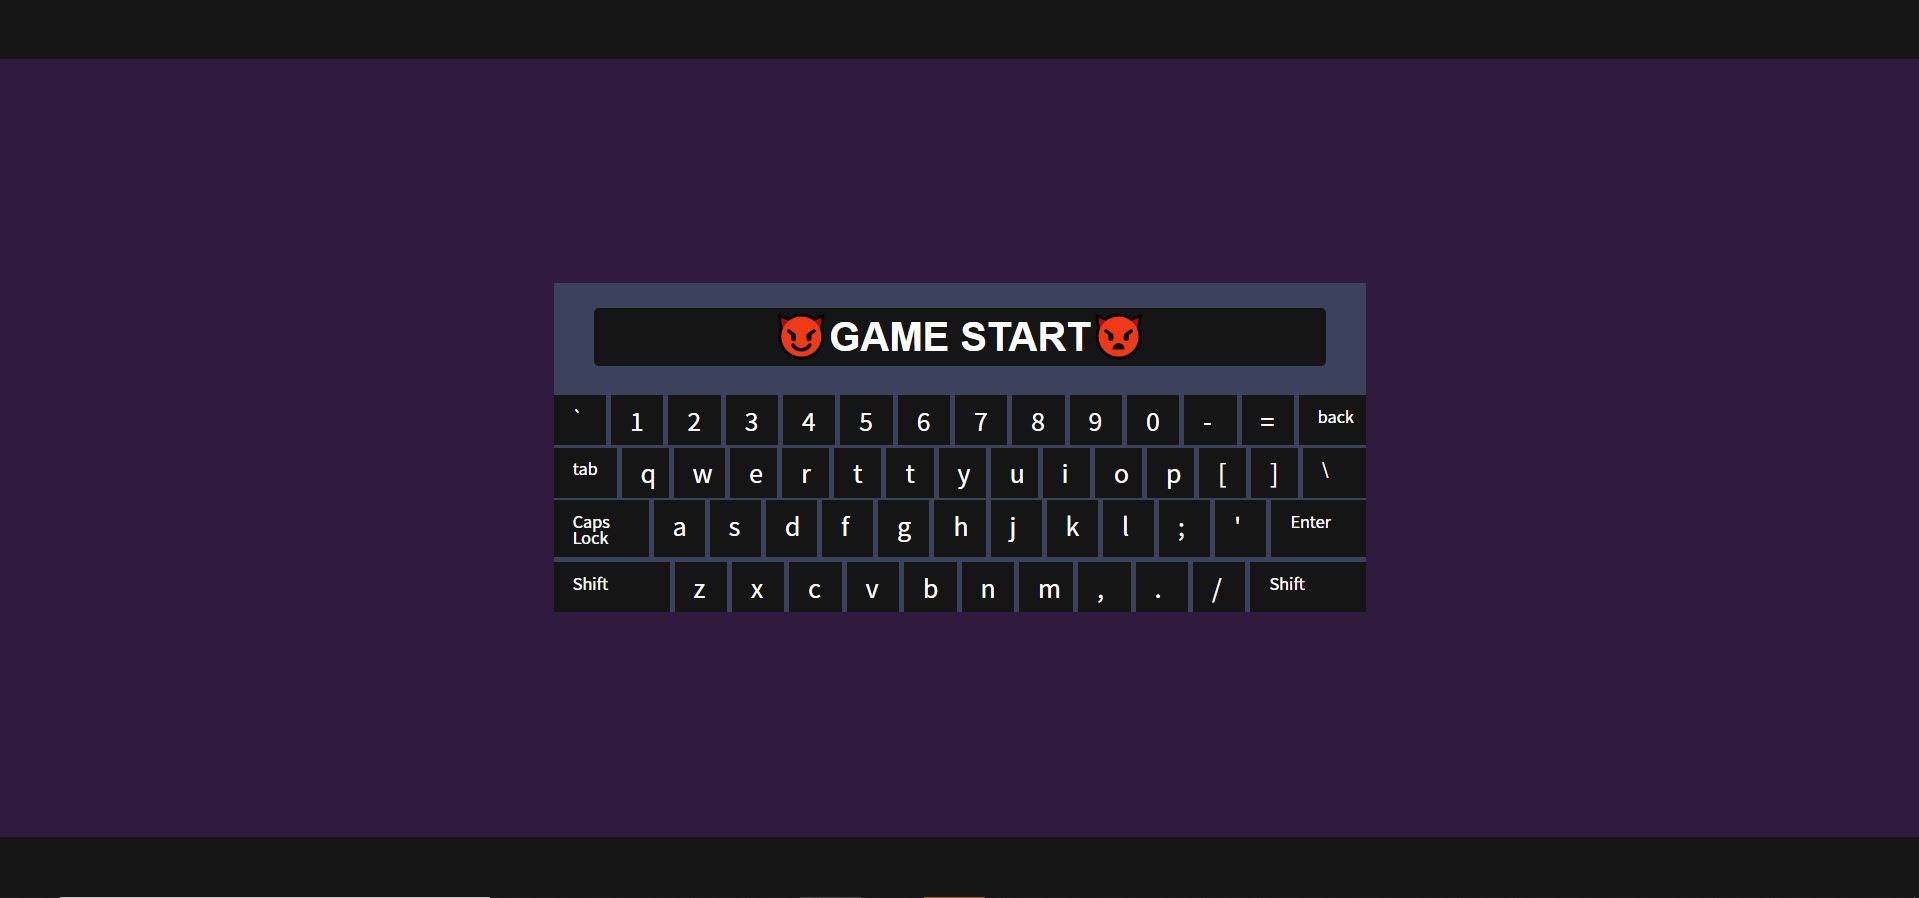 😈GAME START👿
` 1 2 3 4 5 6 7 8 9 0 - = back
tab q w e r t t y u i o p [ ] \
Caps Lock a s d f g h j k l ; ' Enter
Shift z x c v b n m , . / Shift